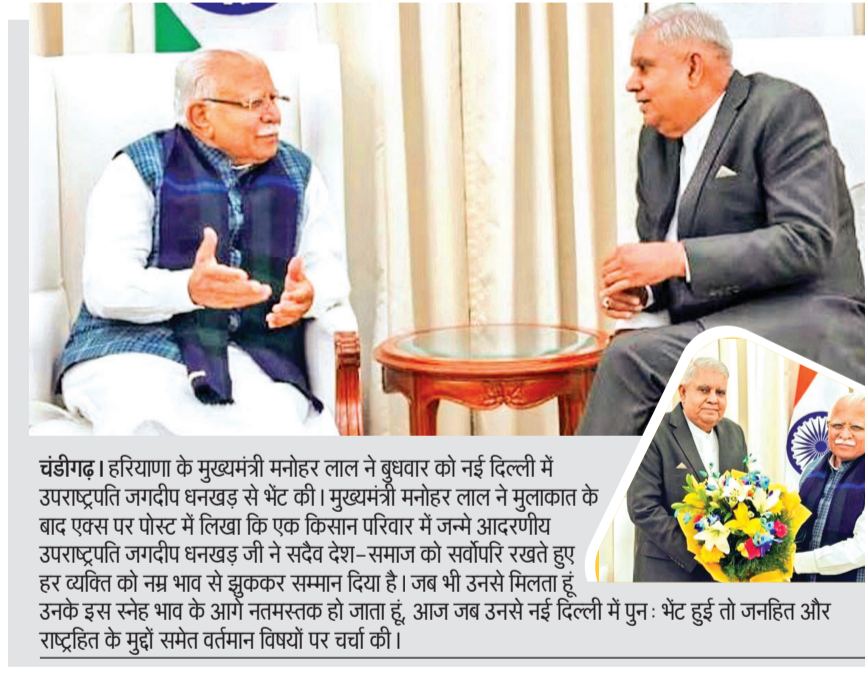 चंडीगढ़। हरियाणा के मुख्यमंत्री मनोहर लाल ने बुधवार को नई दिल्ली में
उपराष्ट्रपति जगदीप धनखड़ से भेंट की। मुख्यमंत्री मनोहर लाल ने मुलाकात के
बाद एक्स पर पोस्ट में लिखा कि एक किसान परिवार में जन्मे आदरणीय
उपराष्ट्रपति जगदीप धनखड़ जी ने सदैव देश-समाज को सर्वोपरि रखते हुए
हर व्यक्ति को नम्र भाव से झुककर सम्मान दिया है। जब भी उनसे मिलता हूं
उनके इस स्नेह भाव के आगे नतमस्तक हो जाता हूं, आज जब उनसे नई दिल्ली में पुन: भेंट हुई तो जनहित और
राष्ट्रहित के मुद्दों समेत वर्तमान विषयों पर चर्चा की।